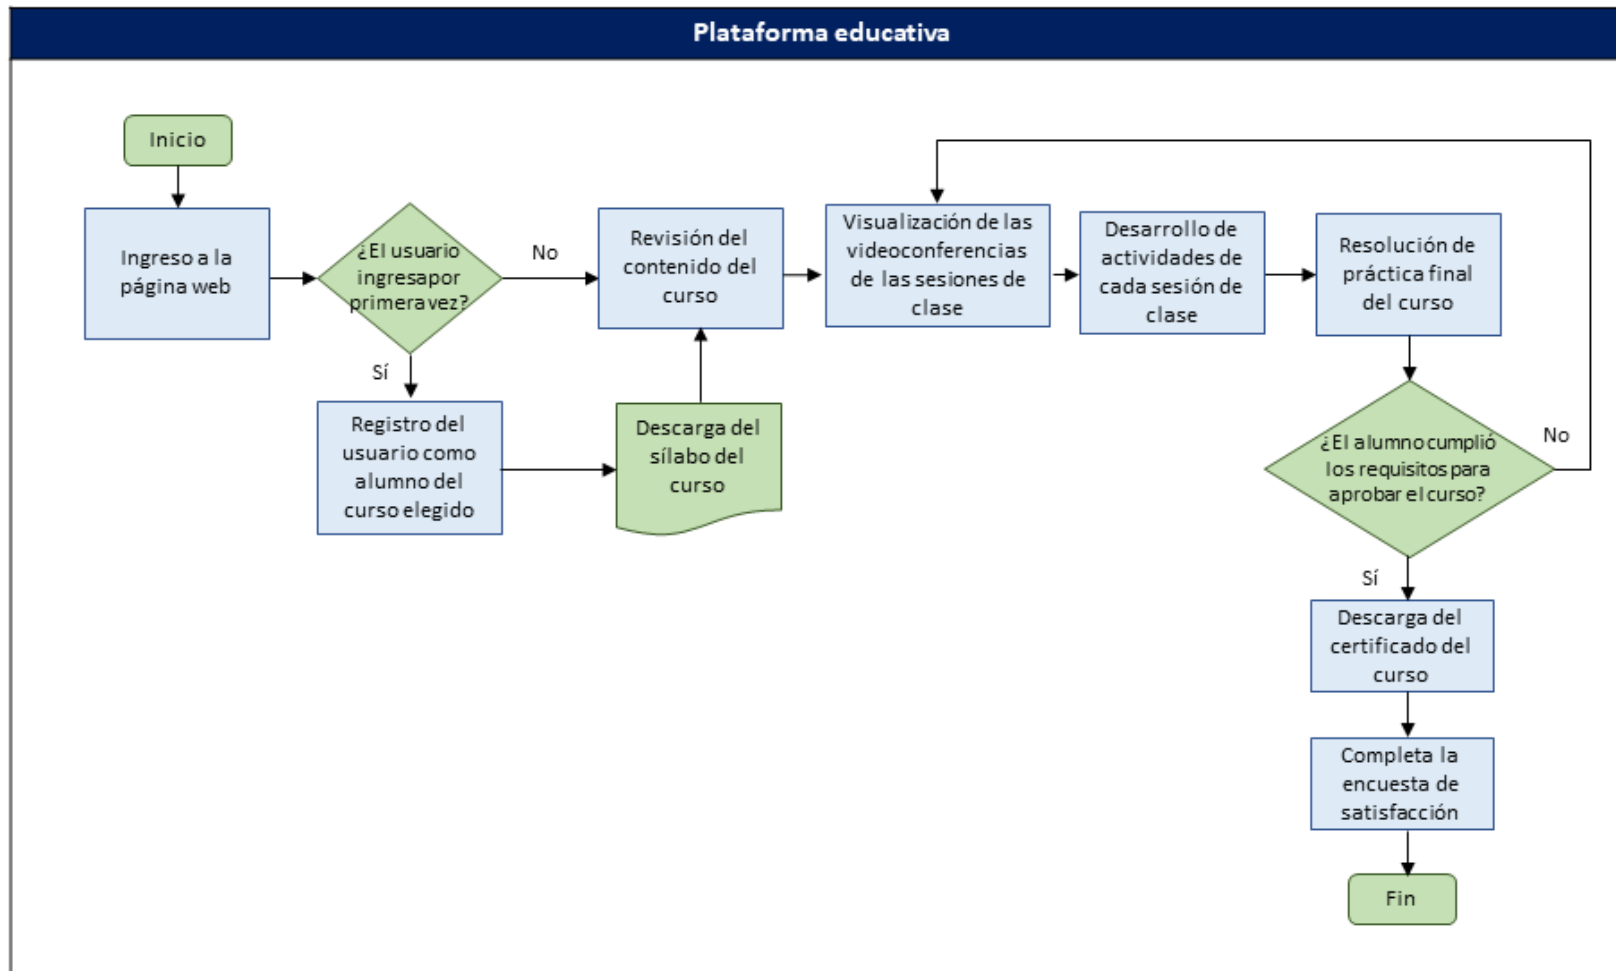 Plataforma educativa
Inicio
Ingreso a la
página web
¿El usuario
ingresapor
primera vez?
No
Sí
Registro del
usuario como
alumno del
curso elegido
Descarga del
sílabo del
curso
Revisión del
contenido del
curso
Visualización de las
videoconferencias
de las sesiones de
clase
Desarrollo de
actividades de
cada sesión de
clase
Resolución de
práctica final
del curso
¿El alumno cumplió
los requisitos para
aprobar el curso?
No
Sí
Descarga del
certificado del
curso
Completa la
encuesta de
satisfacción
Fin